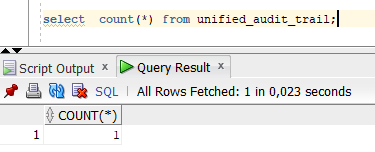 select count(*) from unified_audit_trail;
Script Output x Query Result x
SQL | All Rows Fetched: 1 in 0,023 seconds
COUNT(*)
1 1